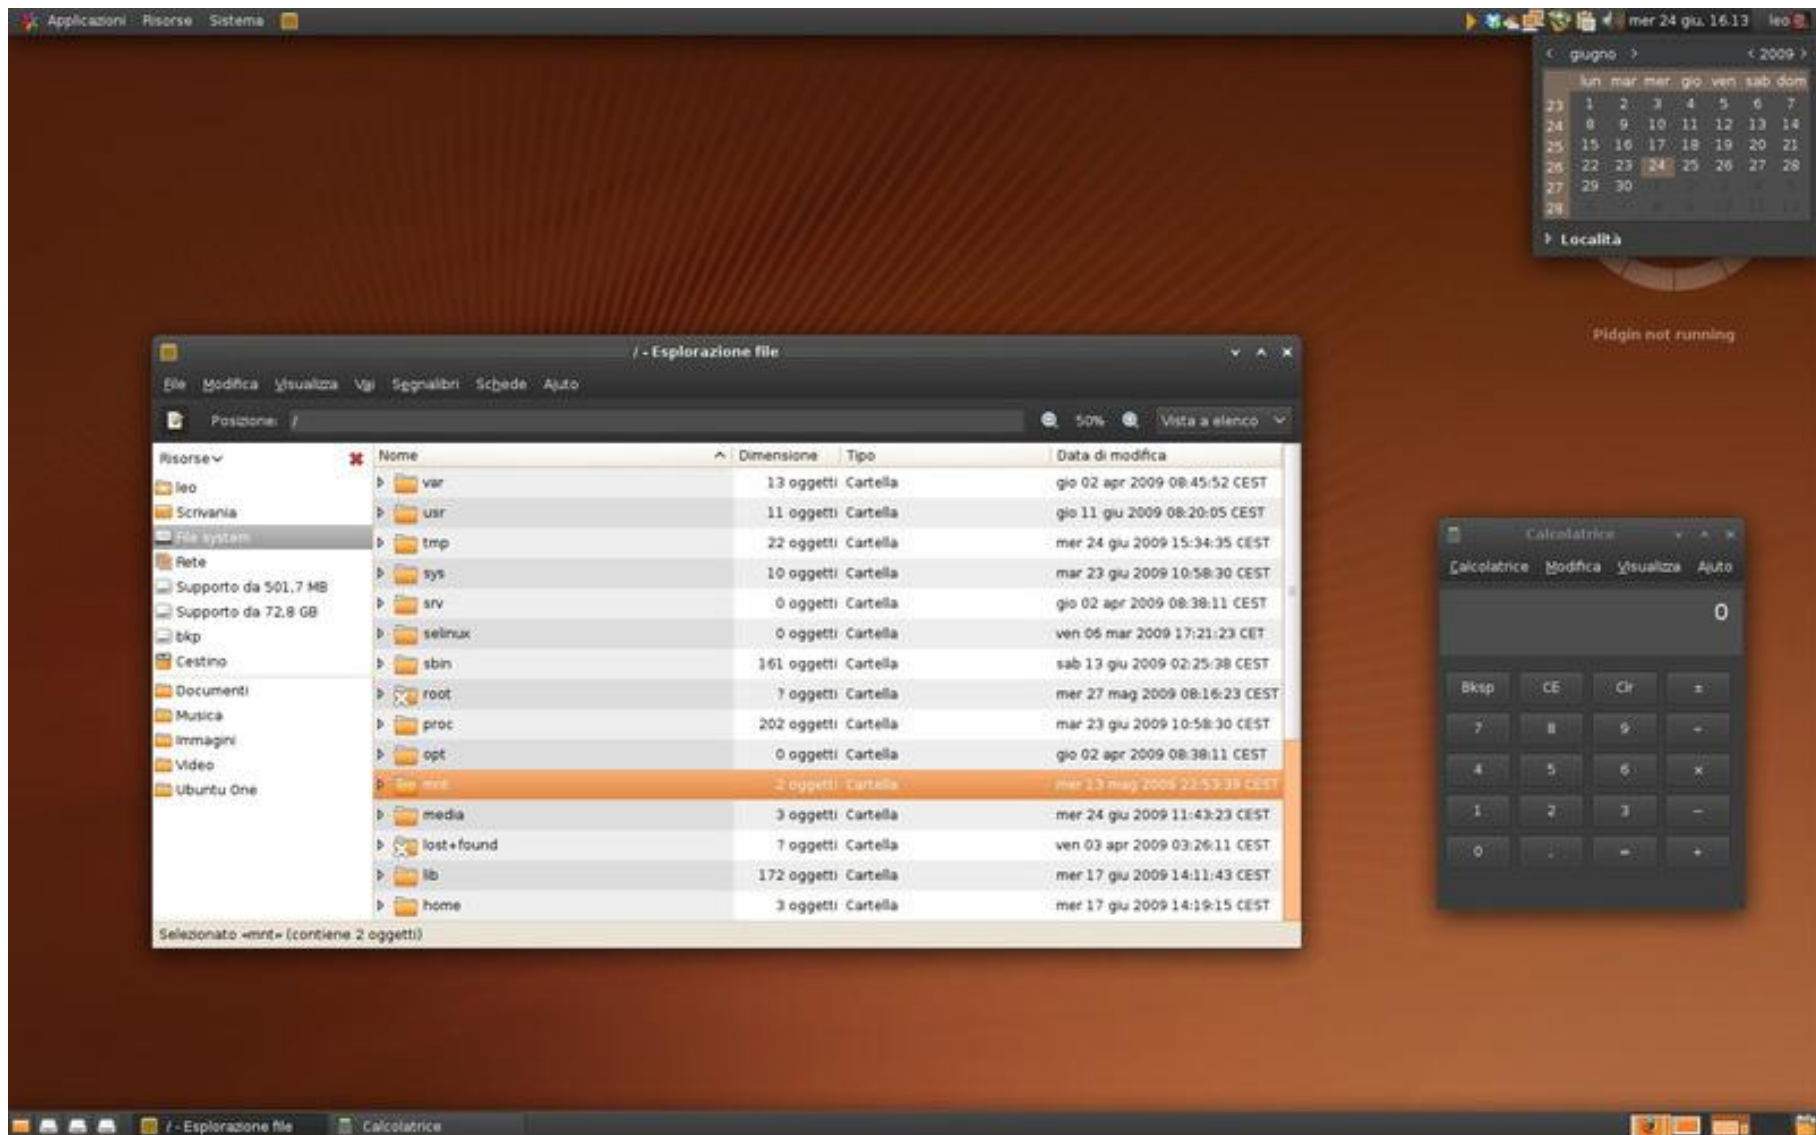 Applicazioni Risorse Sistema
mer 24 giu, 16.13 leo
< giugno > < 2009 >
lun mar mer gio ven sab dom
23 1 2 3 4 5 6 7
24 8 9 10 11 12 13 14
25 15 16 17 18 19 20 21
26 22 23 24 25 26 27 28
27 29 30
28
Località
Pidgin not running
/ - Esplorazione file
File Modifica Visualizza Vai Segnalibri Schede Aiuto
Posizione: / 50% Vista a elenco
Risorse
leo
Scrivania
File system
Rete
Supporto da 501,7 MB
Supporto da 72,8 GB
bkp
Cestino
Documenti
Musica
Immagini
Video
Ubuntu One
Nome Dimensione Tipo Data di modifica
var 13 oggetti Cartella gio 02 apr 2009 08:45:52 CEST
usr 11 oggetti Cartella gio 11 giu 2009 08:20:05 CEST
tmp 22 oggetti Cartella mer 24 giu 2009 15:34:35 CEST
sys 10 oggetti Cartella mar 23 giu 2009 10:58:30 CEST
srv 0 oggetti Cartella gio 02 apr 2009 08:38:11 CEST
selinux 0 oggetti Cartella ven 06 mar 2009 17:21:23 CET
sbin 161 oggetti Cartella sab 13 giu 2009 02:25:38 CEST
root ? oggetti Cartella mer 27 mag 2009 08:16:23 CEST
proc 202 oggetti Cartella mar 23 giu 2009 10:58:30 CEST
opt 0 oggetti Cartella gio 02 apr 2009 08:38:11 CEST
mnt 2 oggetti Cartella mer 13 mag 2009 22:53:39 CEST
media 3 oggetti Cartella mer 24 giu 2009 11:43:23 CEST
lost+found ? oggetti Cartella ven 03 apr 2009 03:26:11 CEST
lib 172 oggetti Cartella mer 17 giu 2009 14:11:43 CEST
home 3 oggetti Cartella mer 17 giu 2009 14:19:15 CEST
Selezionato «mnt» (contiene 2 oggetti)
Calcolatrice
Calcolatrice Modifica Visualizza Aiuto
0
Bksp CE Clr ±
7 8 9 ÷
4 5 6 ×
1 2 3 −
0 . = +
/ - Esplorazione file Calcolatrice